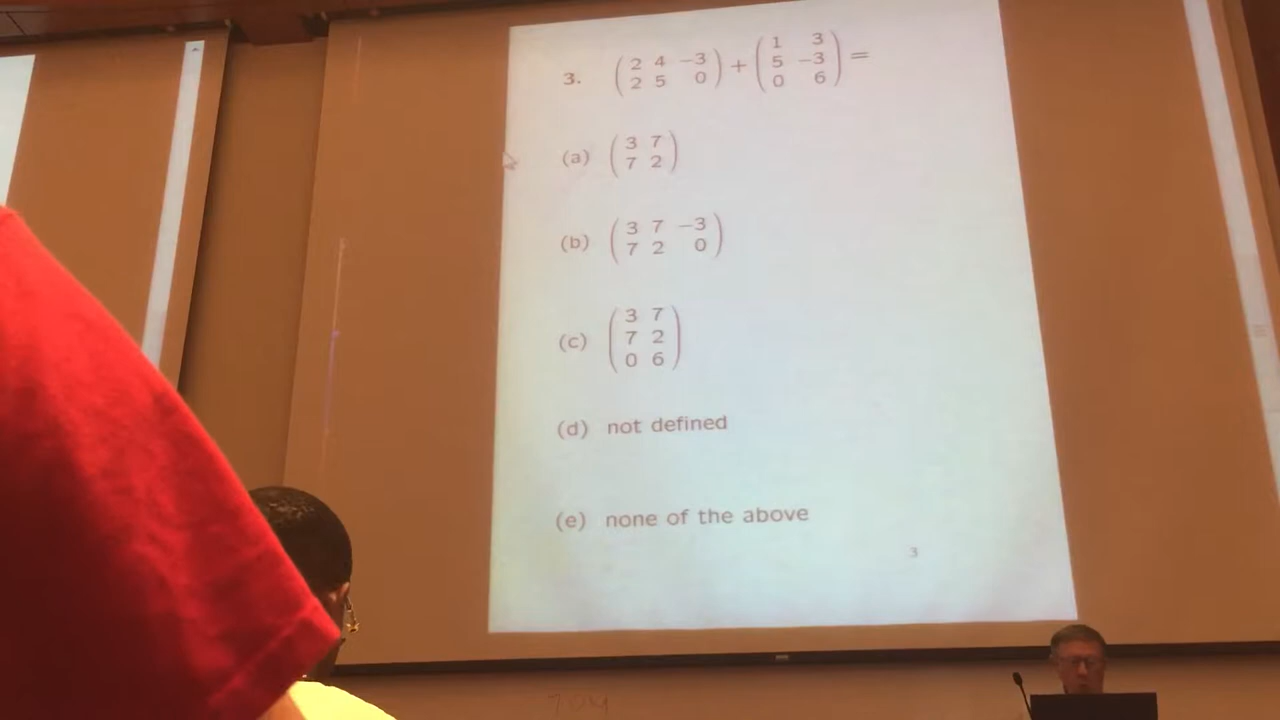 3. (2 4 −3
2 5 0) + (1 3
5 −3
0 6) =
(a) (3 7
7 2)
(b) (3 7 −3
7 2 0)
(c) (3 7
7 2
0 6)
(d) not defined
(e) none of the above
3